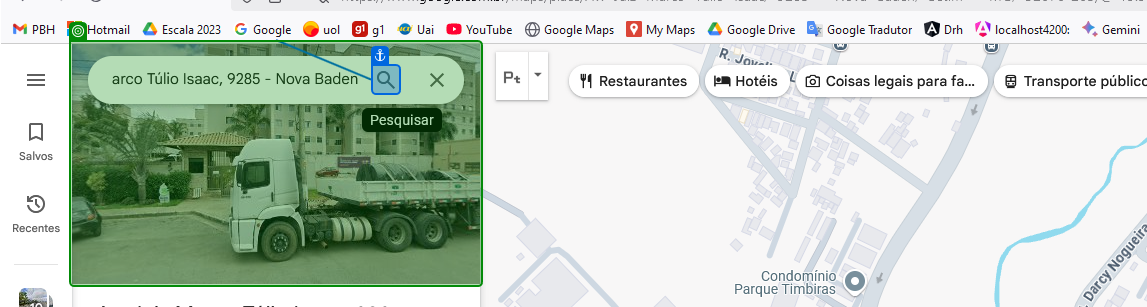 MPBH
Hotmail
Escala 2023
Google
uol
g1
Uai
YouTube
Google Maps
My Maps
Google Drive
Google Tradutor
Drh
localhost4200:
Gemini
arco Túlio Isaac, 9285 - Nova Baden
Pesquisar
Salvos
Recentes
Restaurantes
Hotéis
Coisas legais para fa...
Transporte público
Condomínio
Parque Timbiras
Darcy Nogueira